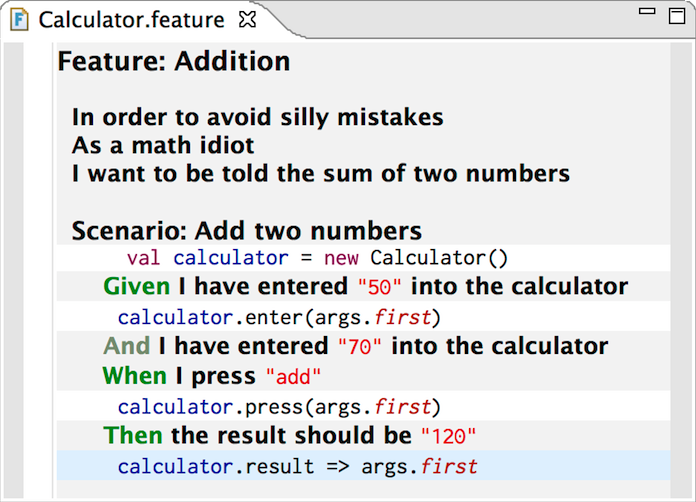 Calculator.feature
Feature: Addition
In order to avoid silly mistakes
As a math idiot
I want to be told the sum of two numbers
Scenario: Add two numbers
val calculator = new Calculator()
Given I have entered "50" into the calculator
calculator.enter(args.first)
And I have entered "70" into the calculator
When I press "add"
calculator.press(args.first)
Then the result should be "120"
calculator.result => args.first